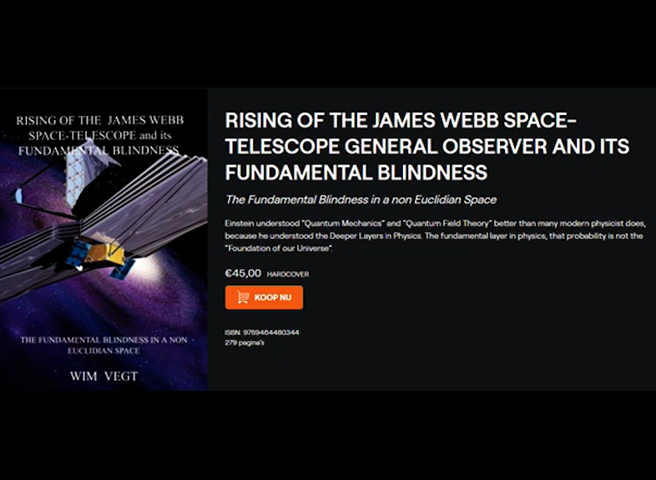 RISING OF THE JAMES WEBB
SPACE-TELESCOPE and its
FUNDAMENTAL BLINDNESS
THE FUNDAMENTAL BLINDNESS IN A NON
EUCLIDIAN SPACE
WIM VEGT
RISING OF THE JAMES WEBB SPACE-
TELESCOPE GENERAL OBSERVER AND ITS
FUNDAMENTAL BLINDNESS
The Fundamental Blindness in a non Euclidian Space
Einstein understood "Quantum Mechanics" and "Quantum Field Theory" better than many modern physicist does,
because he understood the Deeper Layers in Physics. The fundamental layer in physics, that probability is not the
"Foundation of our Universe".
€45,00 HARDCOVER
KOOP NU
ISBN: 9789464480344
279 pagina's